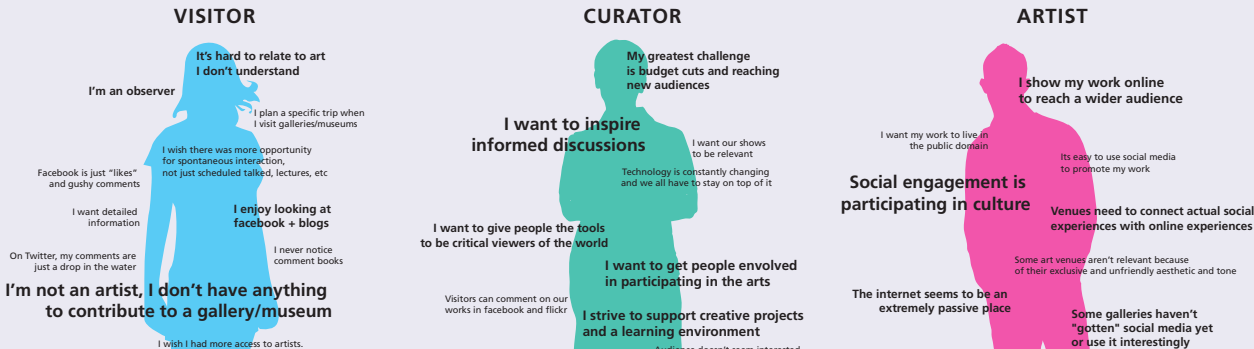 VISITOR
It's hard to relate to art
I don't understand
I'm an observer
I plan a specific trip when
I visit galleries/museums
I wish there was more opportunity
for spontaneous interaction,
not just scheduled talked, lectures, etc
Facebook is just "likes"
and gushy comments
I want detailed
information
I enjoy looking at
facebook + blogs
On Twitter, my comments are
just a drop in the water
I never notice
comment books
I'm not an artist, I don't have anything
to contribute to a gallery/museum
I wish I had more access to artists.
CURATOR
My greatest challenge
is budget cuts and reaching
new audiences
I want to inspire
informed discussions
I want our shows
to be relevant
Technology is constantly changing
and we all have to stay on top of it
I want to give people the tools
to be critical viewers of the world
I want to get people envolved
in participating in the arts
Visitors can comment on our
works in facebook and flickr
I strive to support creative projects
and a learning environment
Audience doesn't seem interested
ARTIST
I show my work online
to reach a wider audience
I want my work to live in
the public domain
Its easy to use social media
to promote my work
Social engagement is
participating in culture
Venues need to connect actual social
experiences with online experiences
Some art venues aren't relevant because
of their exclusive and unfriendly aesthetic and tone
The internet seems to be an
extremely passive place
Some galleries haven't
"gotten" social media yet
or use it interestingly